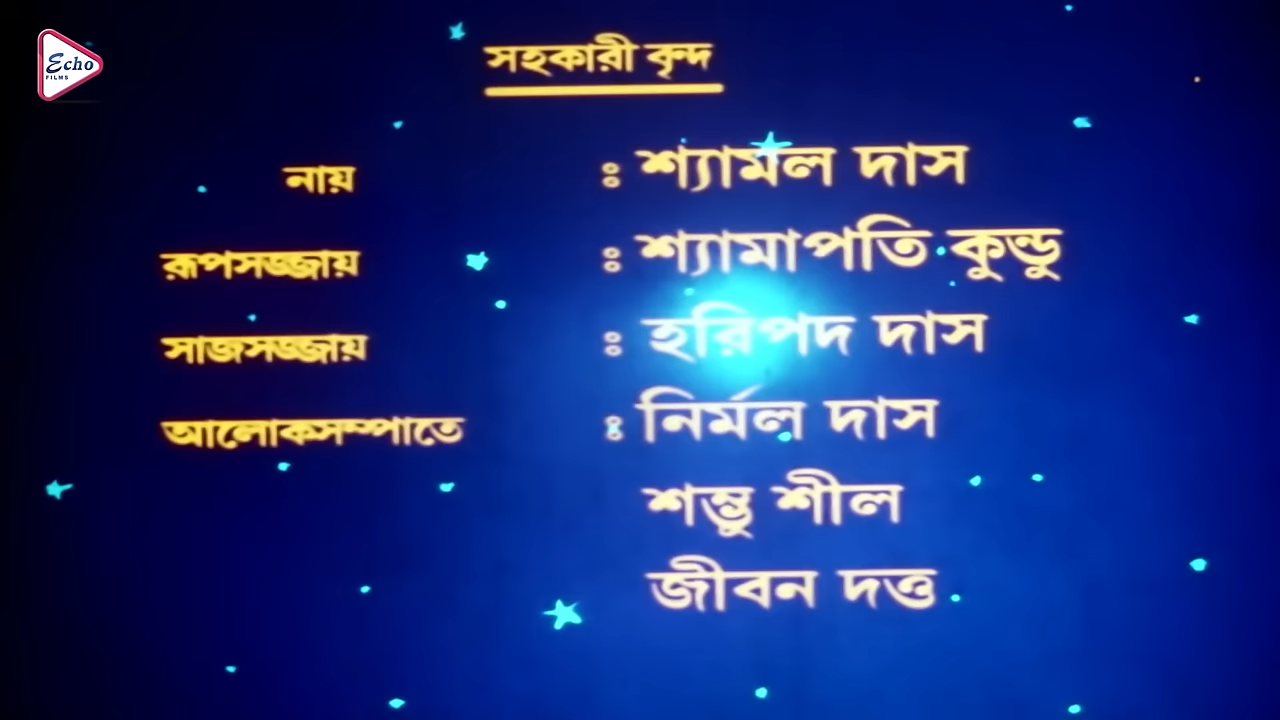 Echo
FILMS
সহকারী বৃন্দ
নায় : শ্যামল দাস
রূপসজ্জায় : শ্যামাপতি কুন্ডু
সাজসজ্জায় : হরিপদ দাস
আলোকসম্পাতে : নির্মল দাস
শম্ভু শীল
জীবন দত্ত